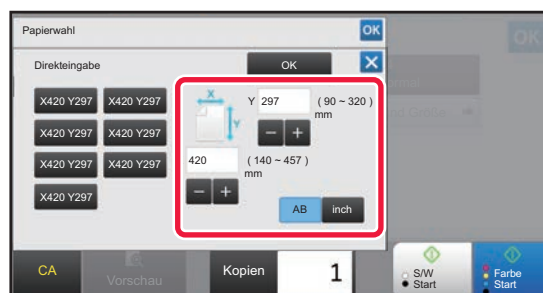 Papierwahl
OK
OK
Direkteingabe
OK
X420 Y297
X420 Y297
X Y
Y 297
( 90 ~ 320 )
mm
X420 Y297
X420 Y297
420
( 140 ~ 457 )
mm
X420 Y297
X420 Y297
X420 Y297
AB
inch
CA
Vorschau
Kopien
1
S/W
Start
Farbe
Start